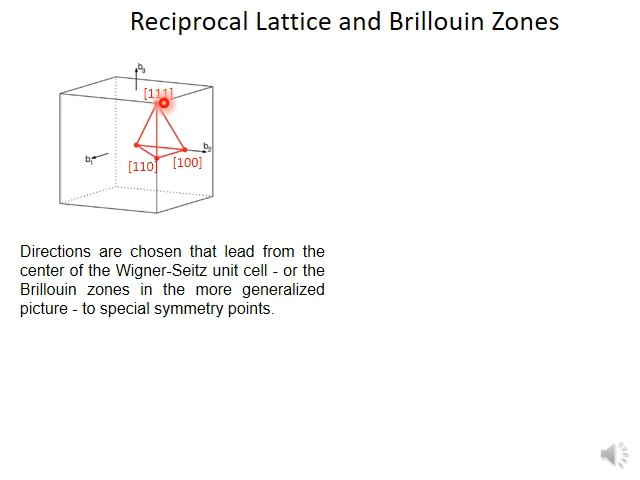 Reciprocal Lattice and Brillouin Zones
b3
[111]
b2
b1
[110]
[100]
Directions are chosen that lead from the
center of the Wigner-Seitz unit cell - or the
Brillouin zones in the more generalized
picture - to special symmetry points.